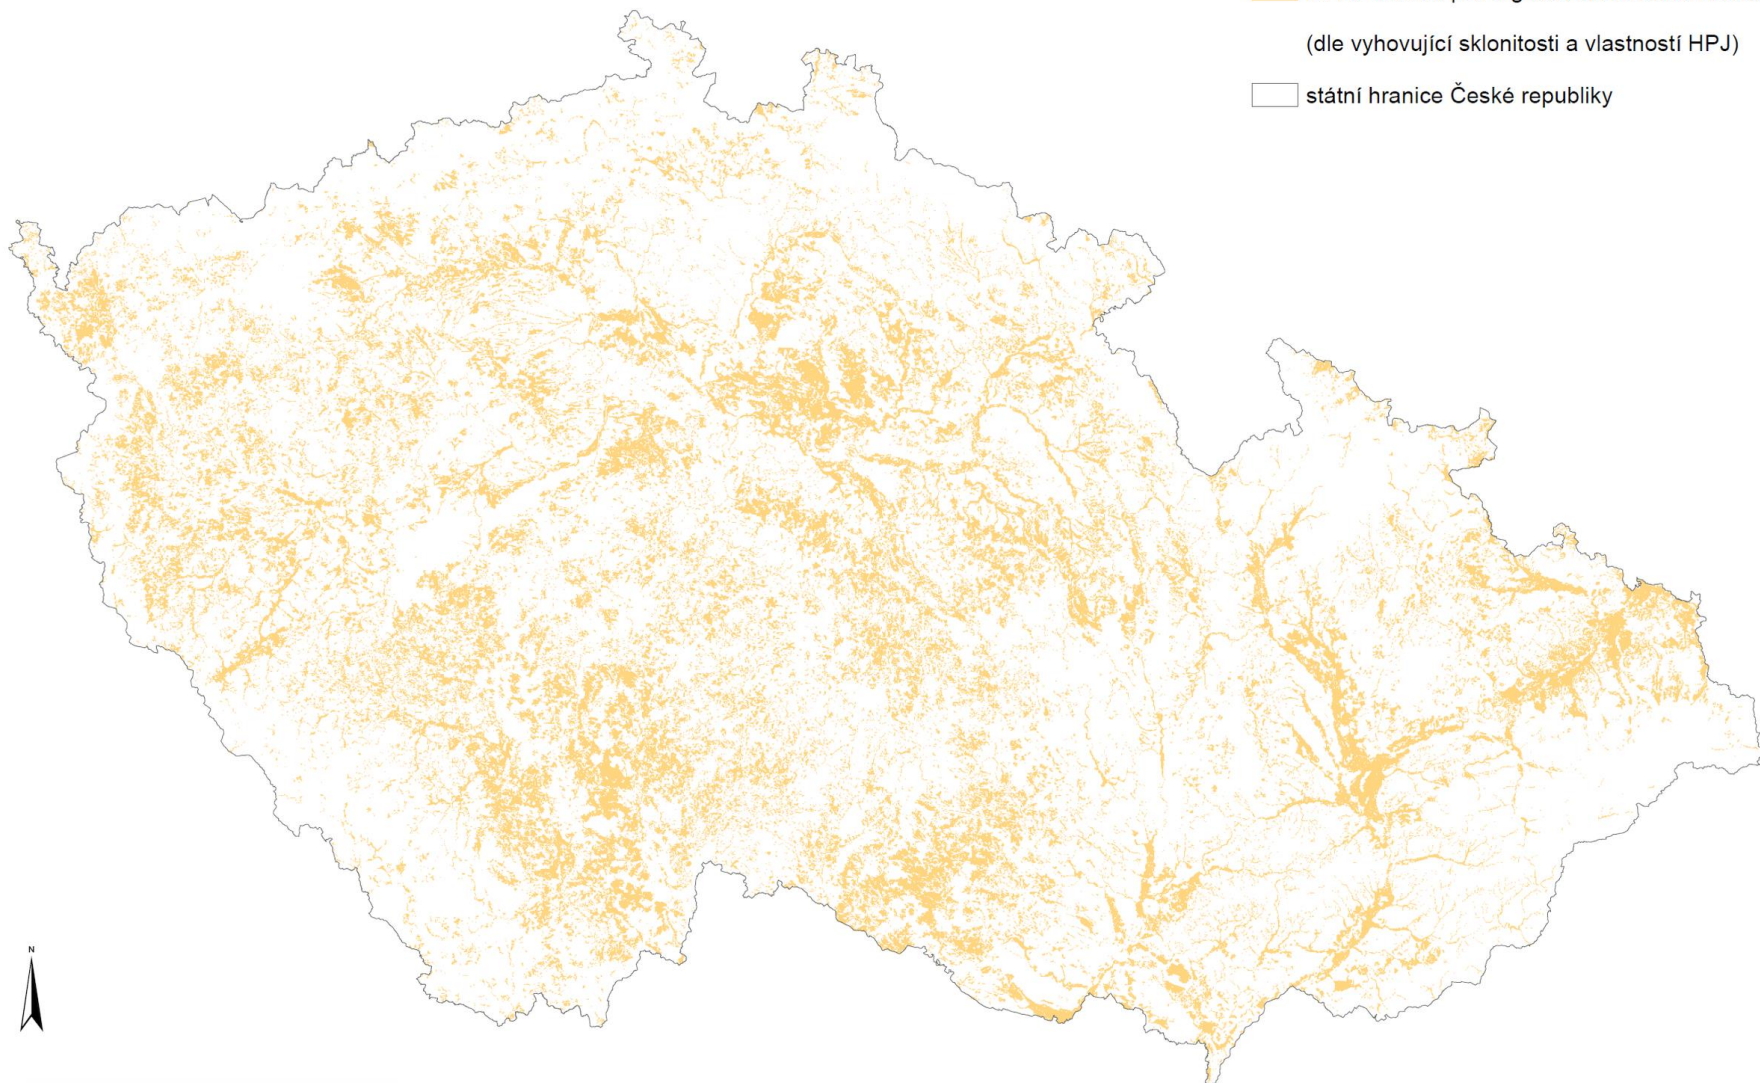 (dle vyhovující sklonitosti a vlastností HPJ)
státní hranice České republiky
N